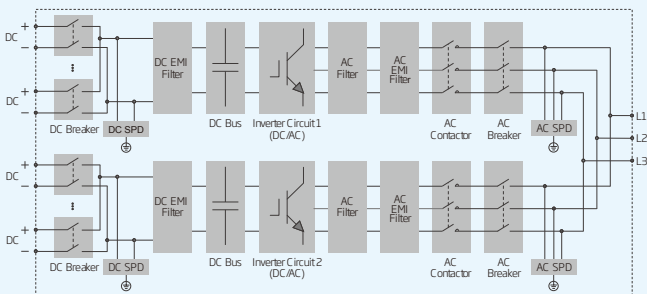 DC
+
−
DC
+
−
DC Breaker
DC SPD
DC EMI
Filter
DC Bus
Inverter Circuit 1
(DC/AC)
AC
Filter
AC
EMI
Filter
AC
Contactor
AC
Breaker
AC SPD
L1
L2
L3
DC
+
−
DC
+
−
DC Breaker
DC SPD
DC EMI
Filter
DC Bus
Inverter Circuit 2
(DC/AC)
AC
Filter
AC
EMI
Filter
AC
Contactor
AC
Breaker
AC SPD